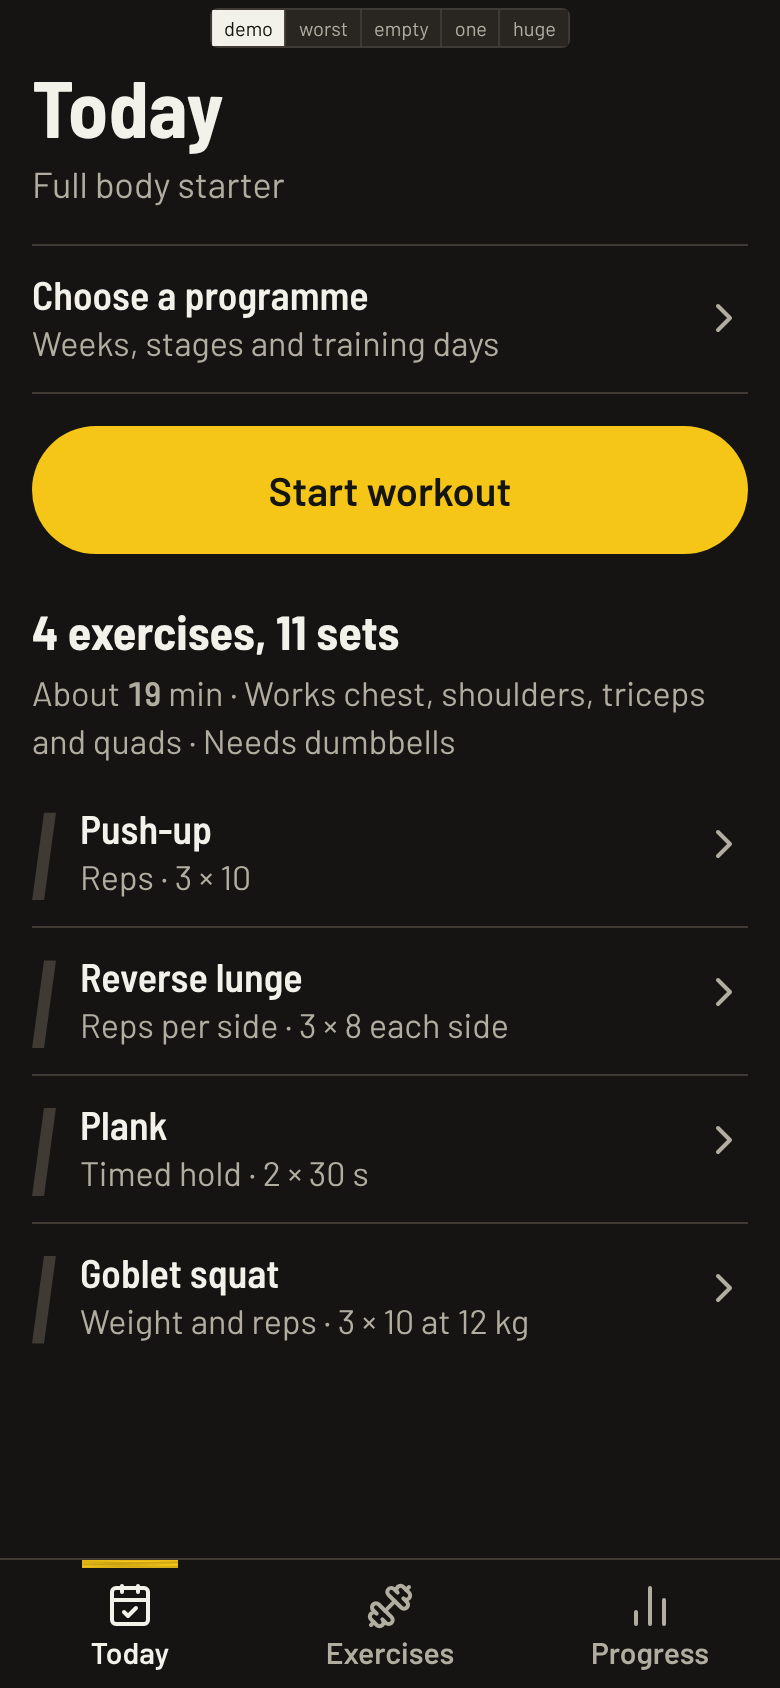 demo worst empty one huge
Today
Full body starter
Choose a programme
Weeks, stages and training days
Start workout
4 exercises, 11 sets
About 19 min · Works chest, shoulders, triceps
and quads · Needs dumbbells
Push-up
Reps · 3 × 10
Reverse lunge
Reps per side · 3 × 8 each side
Plank
Timed hold · 2 × 30 s
Goblet squat
Weight and reps · 3 × 10 at 12 kg
Today Exercises Progress